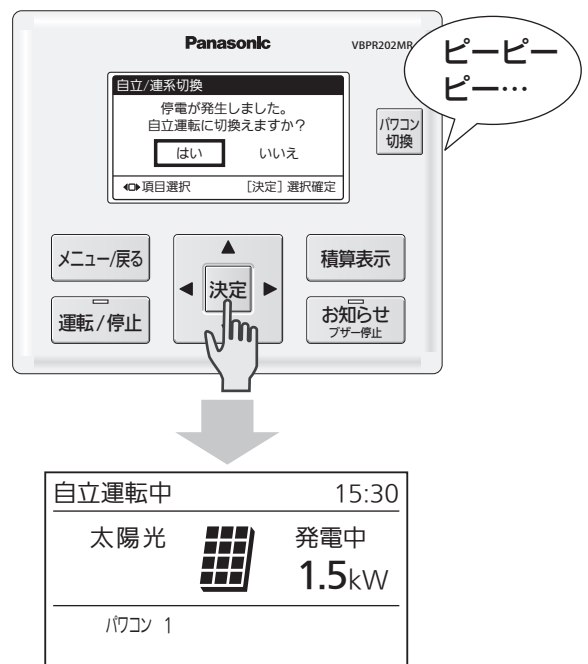 Panasonic
VBPR202MR
ピーピー
ピー…
自立/連系切換
停電が発生しました。
自立運転に切換えますか？
はい いいえ
項目選択 [決定] 選択確定
パワコン
切換
メニュー/戻る
決定
積算表示
運転/停止
お知らせ
ブザー停止
自立運転中 15:30
太陽光 発電中
1.5kW
パワコン 1